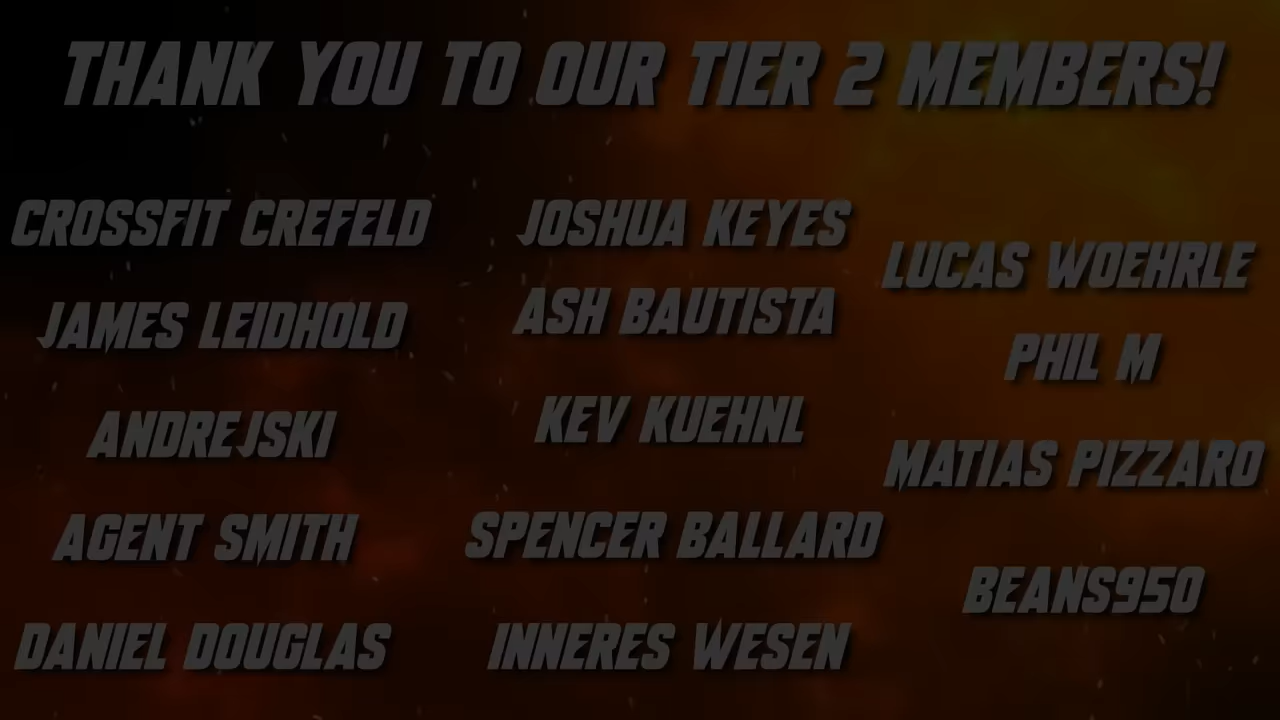 THANK YOU TO OUR TIER 2 MEMBERS!
CROSSFIT CREFELD
JAMES LEIDHOLD
ANDREJSKI
AGENT SMITH
DANIEL DOUGLAS
JOSHUA KEYES
ASH BAUTISTA
KEV KUEHNL
SPENCER BALLARD
INNERES WESEN
LUCAS WOEHRLE
PHIL M
MATIAS PIZZARO
BEANS950